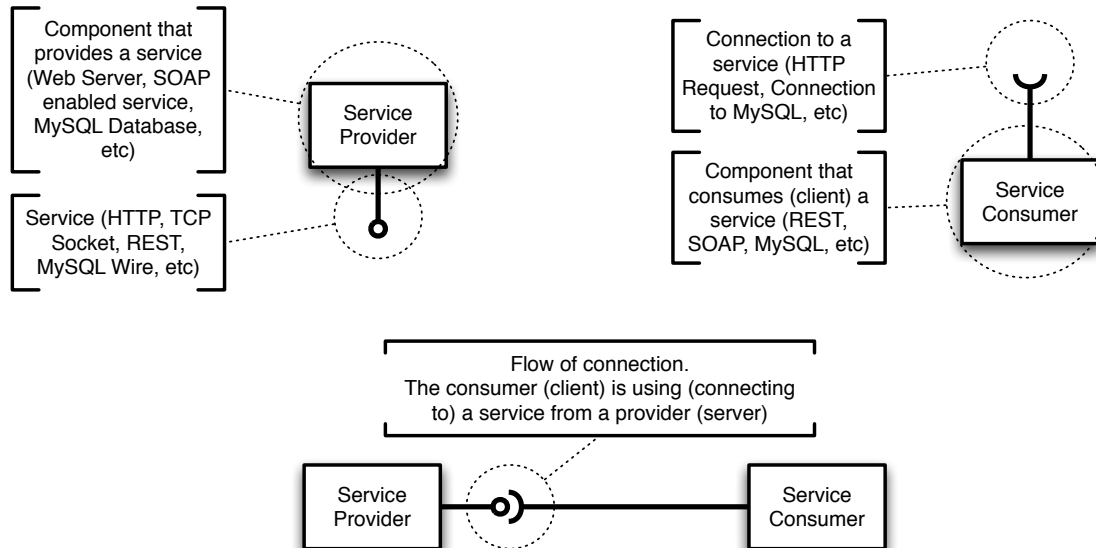 Component that
provides a service
(Web Server, SOAP
enabled service,
MySQL Database,
etc)
Service
Provider
Service (HTTP, TCP
Socket, REST,
MySQL Wire, etc)
Connection to a
service (HTTP
Request, Connection
to MySQL, etc)
Component that
consumes (client) a
service (REST,
SOAP, MySQL, etc)
Service
Consumer
Flow of connection.
The consumer (client) is using (connecting
to) a service from a provider (server)
Service
Provider
Service
Consumer